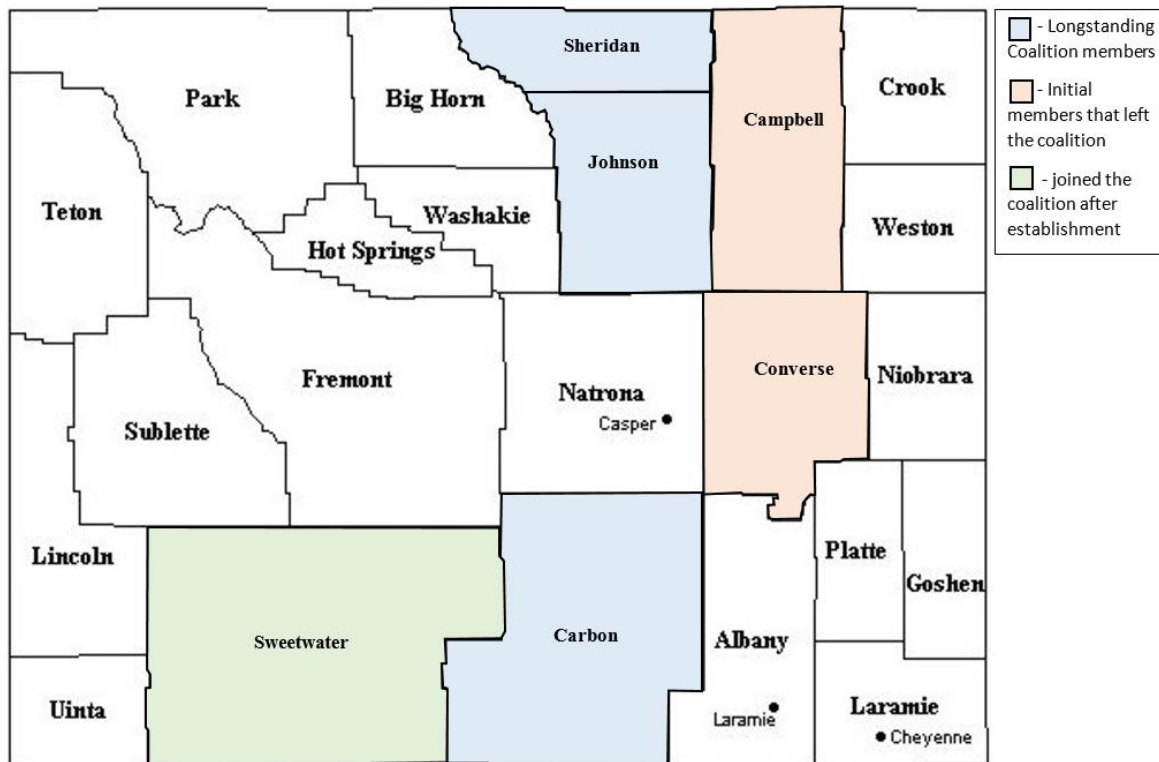 Sheridan
Park
Big Horn
Crook
Campbell
Johnson
Teton
Washakie
Weston
Hot Springs
Fremont
Natrona
Casper
Converse
Niobrara
Sublette
Lincoln
Platte
Goshen
Sweetwater
Carbon
Albany
Uinta
Laramie
Laramie
Cheyenne
- Longstanding
Coalition members
- Initial
members that left
the coalition
- joined the
coalition after
establishment